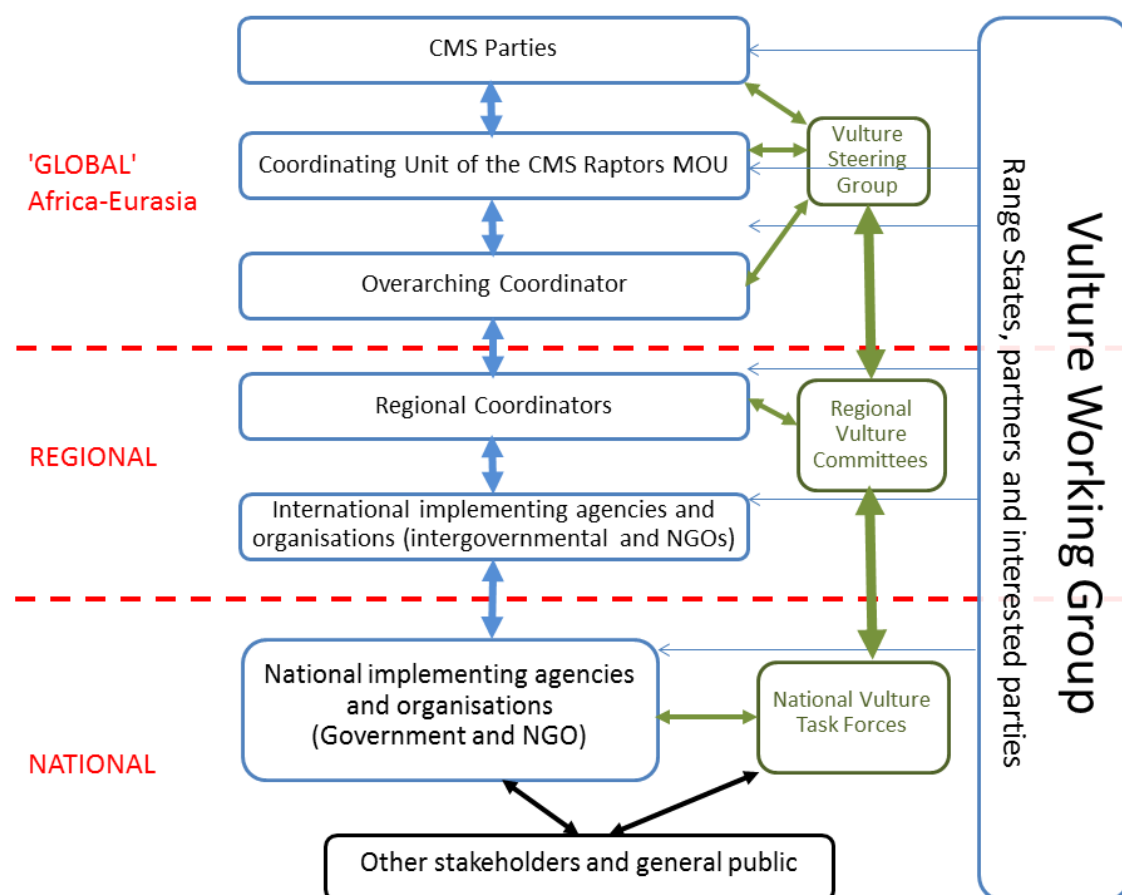 CMS Parties
'GLOBAL'
Africa-Eurasia
Coordinating Unit of the CMS Raptors MOU
Vulture
Steering
Group
Overarching Coordinator
REGIONAL
Regional Coordinators
Regional
Vulture
Committees
International implementing agencies and
organisations (intergovernmental and NGOs)
NATIONAL
National implementing agencies
and organisations
(Government and NGO)
National Vulture
Task Forces
Other stakeholders and general public
Range States, partners and interested parties
Vulture Working Group